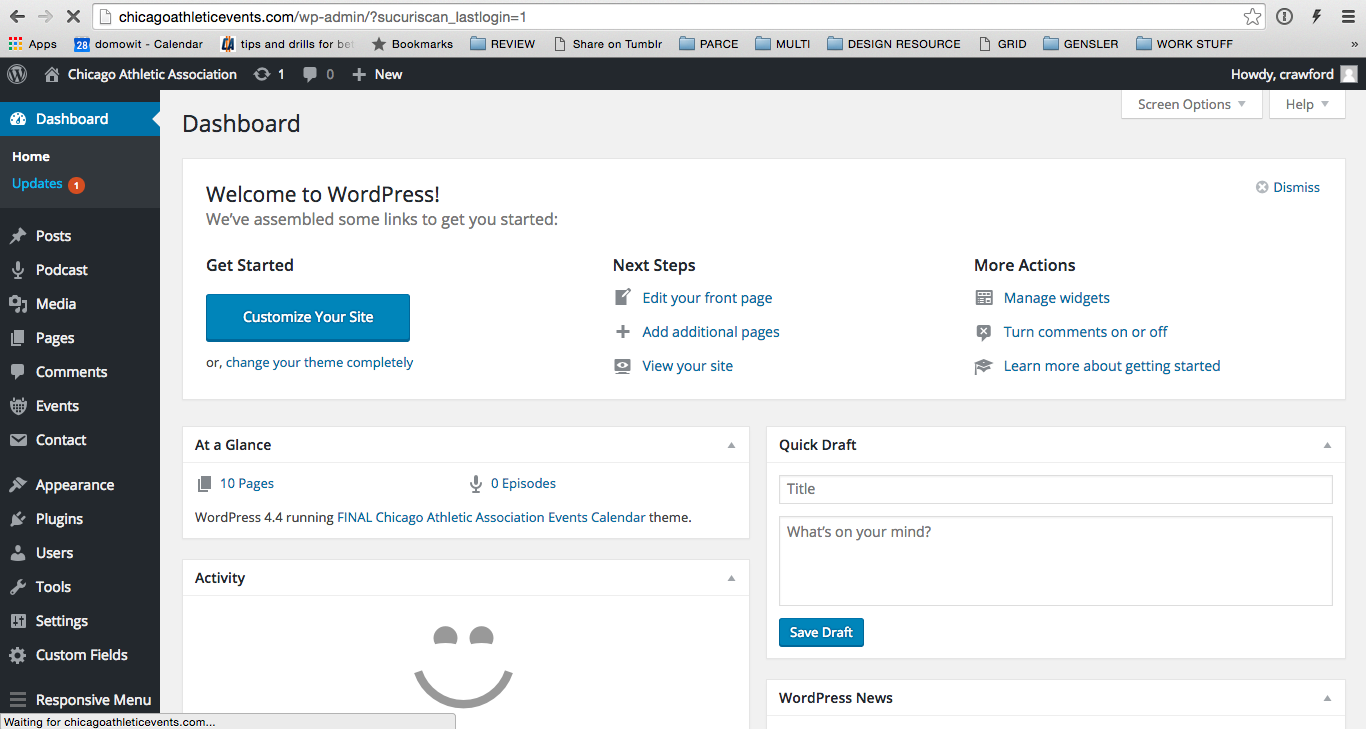 chicagoathleticevents.com/wp-admin/?sucuriscan_lastlogin=1
Apps 28 domowit - Calendar tips and drills for bet Bookmarks REVIEW Share on Tumblr PARCE MULTI DESIGN RESOURCE GRID GENSLER WORK STUFF »
Chicago Athletic Association 1 0 New Howdy, crawford
Screen Options Help
Dashboard
Home
Updates 1
Posts
Podcast
Media
Pages
Comments
Events
Contact
Appearance
Plugins
Users
Tools
Settings
Custom Fields
Responsive Menu
Dashboard
Welcome to WordPress!
Dismiss
We've assembled some links to get you started:
Get Started
Customize Your Site
or, change your theme completely
Next Steps
Edit your front page
Add additional pages
View your site
More Actions
Manage widgets
Turn comments on or off
Learn more about getting started
At a Glance
10 Pages 0 Episodes
WordPress 4.4 running FINAL Chicago Athletic Association Events Calendar theme.
Activity
Quick Draft
Title
What's on your mind?
Save Draft
WordPress News
Waiting for chicagoathleticevents.com...